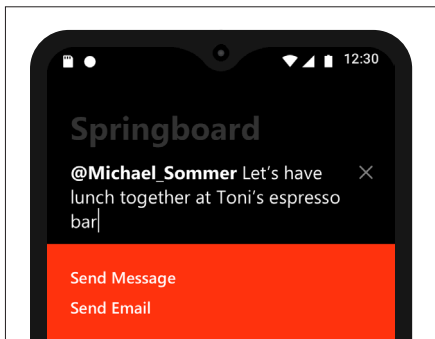 12:30
Springboard
@Michael_Sommer Let's have
lunch together at Toni's espresso
bar
Send Message
Send Email